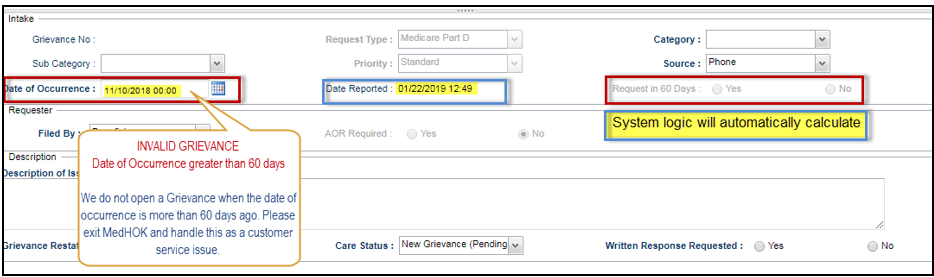 Intake
Grievance No :
Request Type : Medicare Part D
Category :
Sub Category :
Priority : Standard
Source : Phone
Date of Occurrence : 11/10/2018 00:00
Date Reported : 01/22/2019 12:49
Request in 60 Days : Yes No
Requester
Filed By :
AOR Required : Yes No
System logic will automatically calculate
INVALID GRIEVANCE
Date of Occurrence greater than 60 days
We do not open a Grievance when the date of
occurrence is more than 60 days ago. Please
exit MedHOK and handle this as a customer
service issue.
Description
Description of Iss
Grievance Restat
Care Status : New Grievance (Pending
Written Response Requested : Yes No